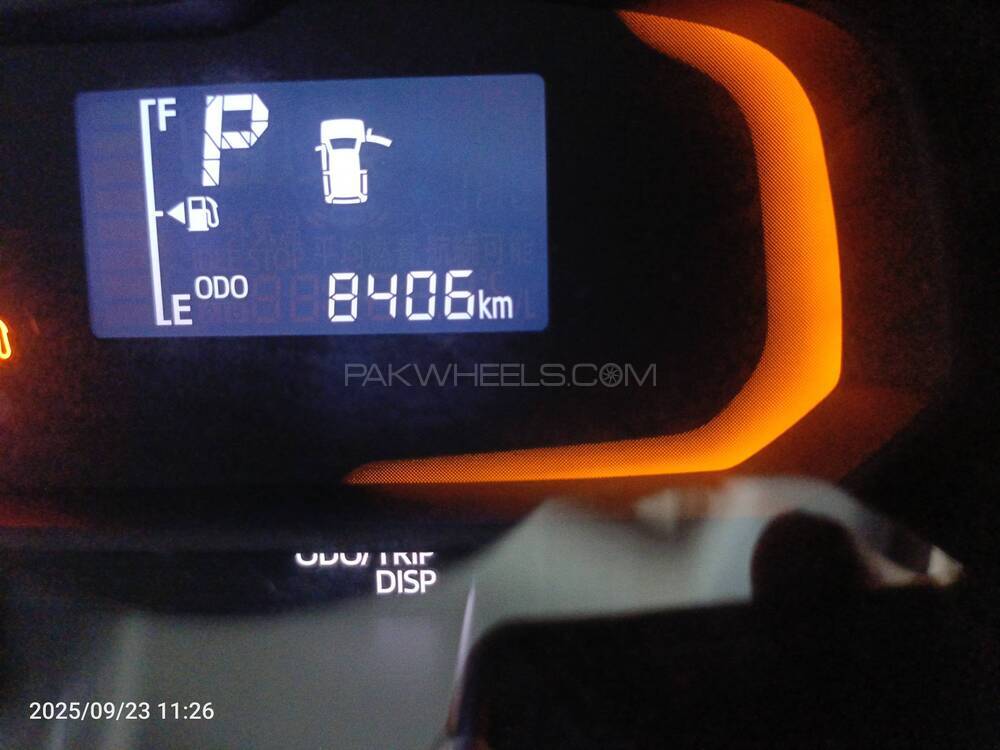 F
P
E
ODO
8406km
PAKWHEELS.COM
ODO/TRIP
DISP
2025/09/23 11:26